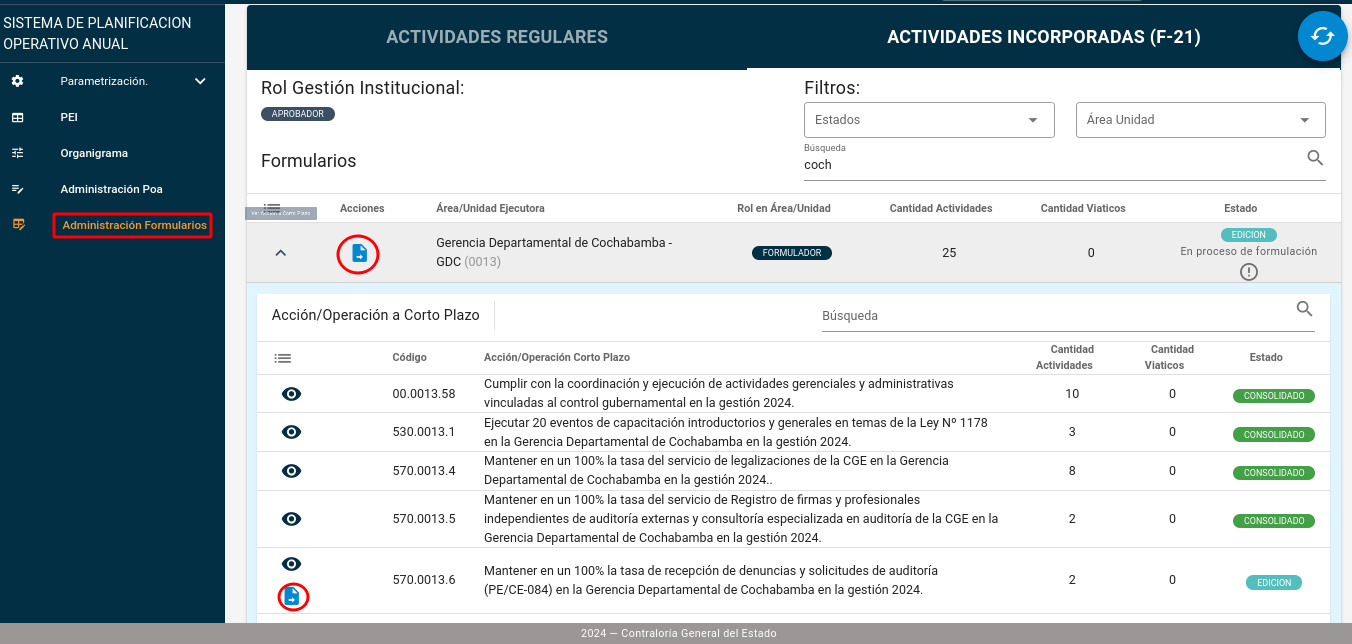 SISTEMA DE PLANIFICACION
OPERATIVO ANUAL
Parametrización.
PEI
Organigrama
Administración Poa
Administración Formularios
ACTIVIDADES REGULARES
ACTIVIDADES INCORPORADAS (F-21)
Rol Gestión Institucional:
APROBADOR
Filtros:
Estados
Área Unidad
Búsqueda
coch
Formularios
Acciones
Área/Unidad Ejecutora
Rol en Área/Unidad
Cantidad Actividades
Cantidad Viaticos
Estado
Gerencia Departamental de Cochabamba -
GDC (0013)
FORMULADOR
25
0
EDICION
En proceso de formulación
Acción/Operación a Corto Plazo
Búsqueda
Código
Acción/Operación Corto Plazo
Cantidad
Actividades
Cantidad
Viaticos
Estado
00.0013.58
Cumplir con la coordinación y ejecución de actividades gerenciales y administrativas
vinculadas al control gubernamental en la gestión 2024.
10
0
CONSOLIDADO
530.0013.1
Ejecutar 20 eventos de capacitación introductorios y generales en temas de la Ley Nº 1178
en la Gerencia Departamental de Cochabamba en la gestión 2024.
3
0
CONSOLIDADO
570.0013.4
Mantener en un 100% la tasa del servicio de legalizaciones de la CGE en la Gerencia
Departamental de Cochabamba en la gestión 2024..
8
0
CONSOLIDADO
570.0013.5
Mantener en un 100% la tasa del servicio de Registro de firmas y profesionales
independientes de auditoría externas y consultoría especializada en auditoría de la CGE en la
Gerencia Departamental de Cochabamba en la gestión 2024.
2
0
CONSOLIDADO
570.0013.6
Mantener en un 100% la tasa de recepción de denuncias y solicitudes de auditoría
(PE/CE-084) en la Gerencia Departamental de Cochabamba en la gestión 2024.
2
0
EDICION
2024 — Contraloría General del Estado